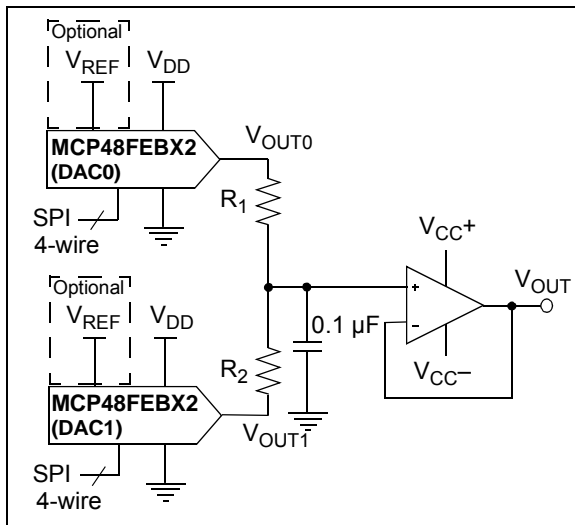 Optional
VREF
VDD
MCP48FEBX2
(DAC0)
VOUT0
SPI
4-wire
R1
VCC+
VOUT
+
–
0.1 µF
VCC–
Optional
VREF
VDD
R2
MCP48FEBX2
(DAC1)
VOUT1
SPI
4-wire